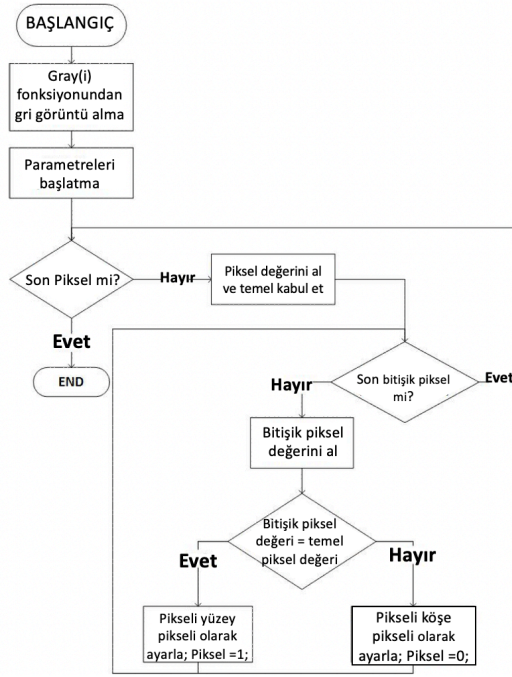 BAŞLANGIÇ
Gray(i)
fonksiyonundan
gri görüntü alma
Parametreleri
başlatma
Son Piksel mi?
Hayır
Piksel değerini al
ve temel kabul et
Evet
END
Son bitişik piksel
mi?
Evet
Hayır
Bitişik piksel
değerini al
Bitişik piksel
değeri = temel
piksel değeri
Evet
Hayır
Pikseli yüzey
pikseli olarak
ayarla; Piksel =1;
Pikseli köşe
pikseli olarak
ayarla; Piksel =0;